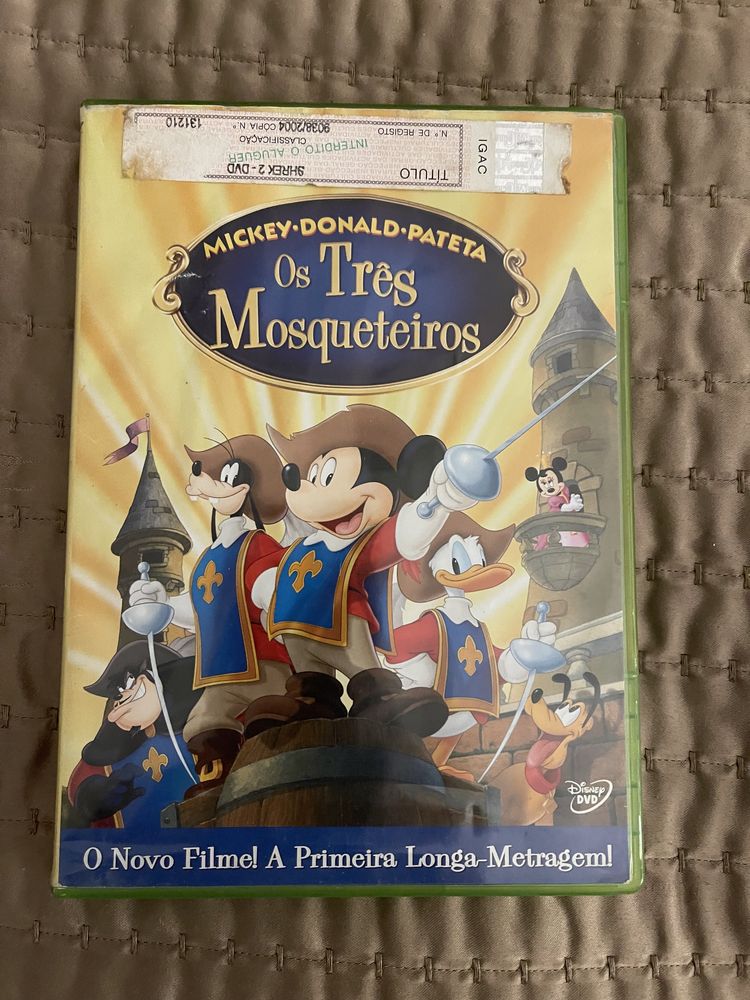 IGAC
TÍTULO
SHREK 2 - DVD
INTERDITO O ALUGUER
CLASSIFICAÇÃO
N.º DE REGISTO
9038/2004 CÓPIA N.º
131210
MICKEY·DONALD·PATETA
Os Três
Mosqueteiros
DISNEY
DVD
O Novo Filme! A Primeira Longa-Metragem!